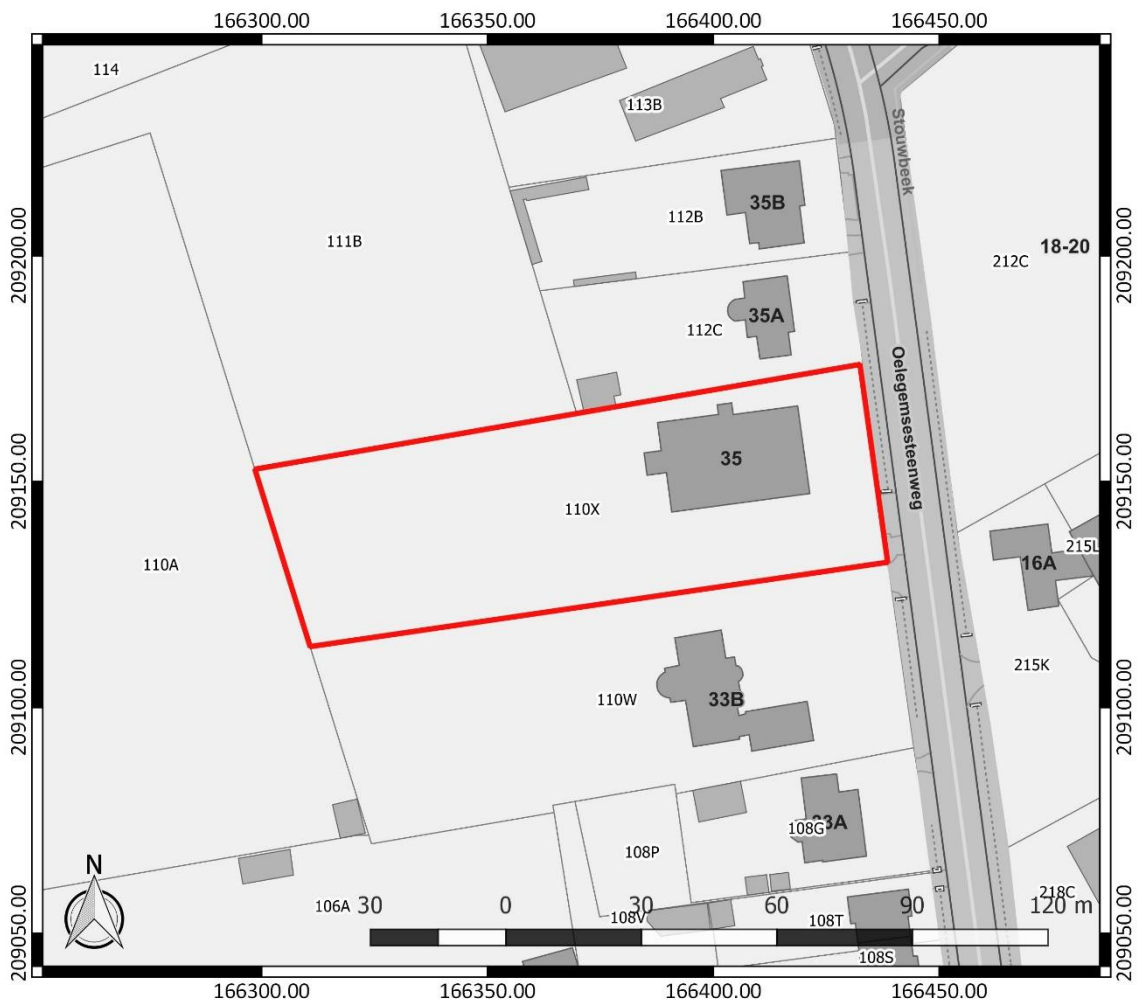 166300.00 166350.00 166400.00 166450.00
114
113B
Stouwbeek
35B
112B
111B
18-20
212C
209200.00 209200.00
35A
112C
Oelegemsesteenweg
35
209150.00 209150.00
110X
215L
16A
110A
215K
110W
33B
209100.00 209100.00
33A
108G
108P
N
218C
106A
30 0 30 60 90 120 m
108V
108T
209050.00 209050.00
108S
166300.00 166350.00 166400.00 166450.00